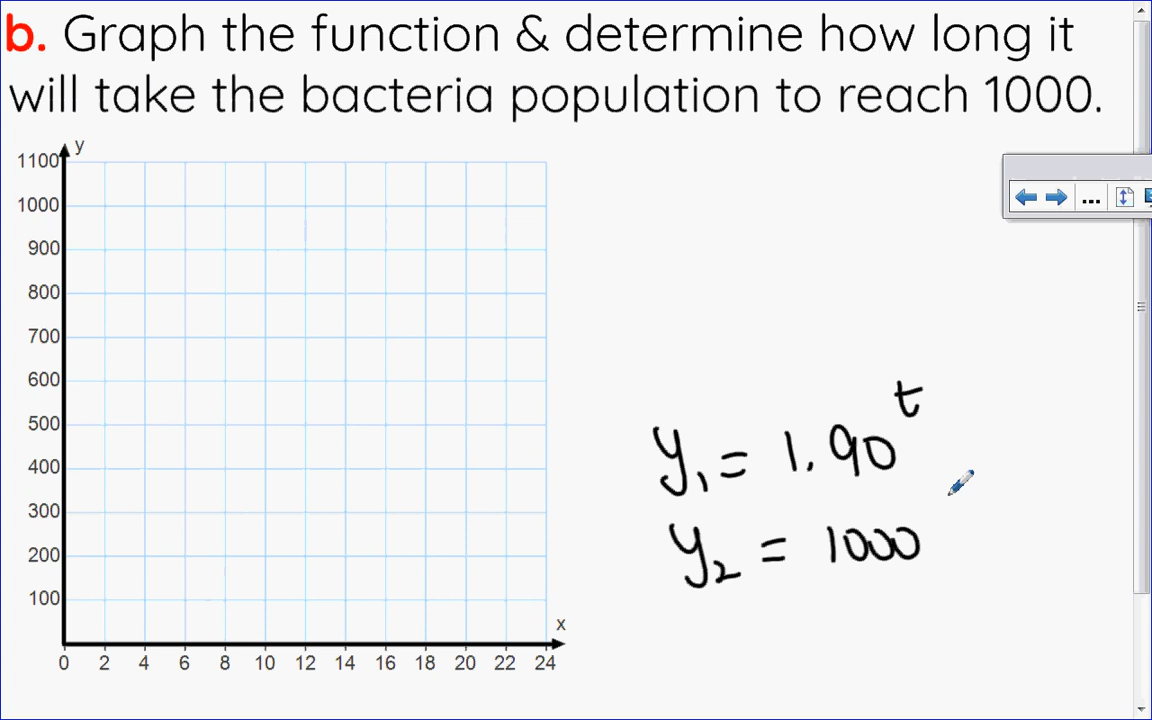 b. Graph the function & determine how long it
will take the bacteria population to reach 1000.
y
1100
1000
900
800
700
600
500
400
300
200
100
x
0 2 4 6 8 10 12 14 16 18 20 22 24
y₁ = 1.90ᵗ
y₂ = 1000
...